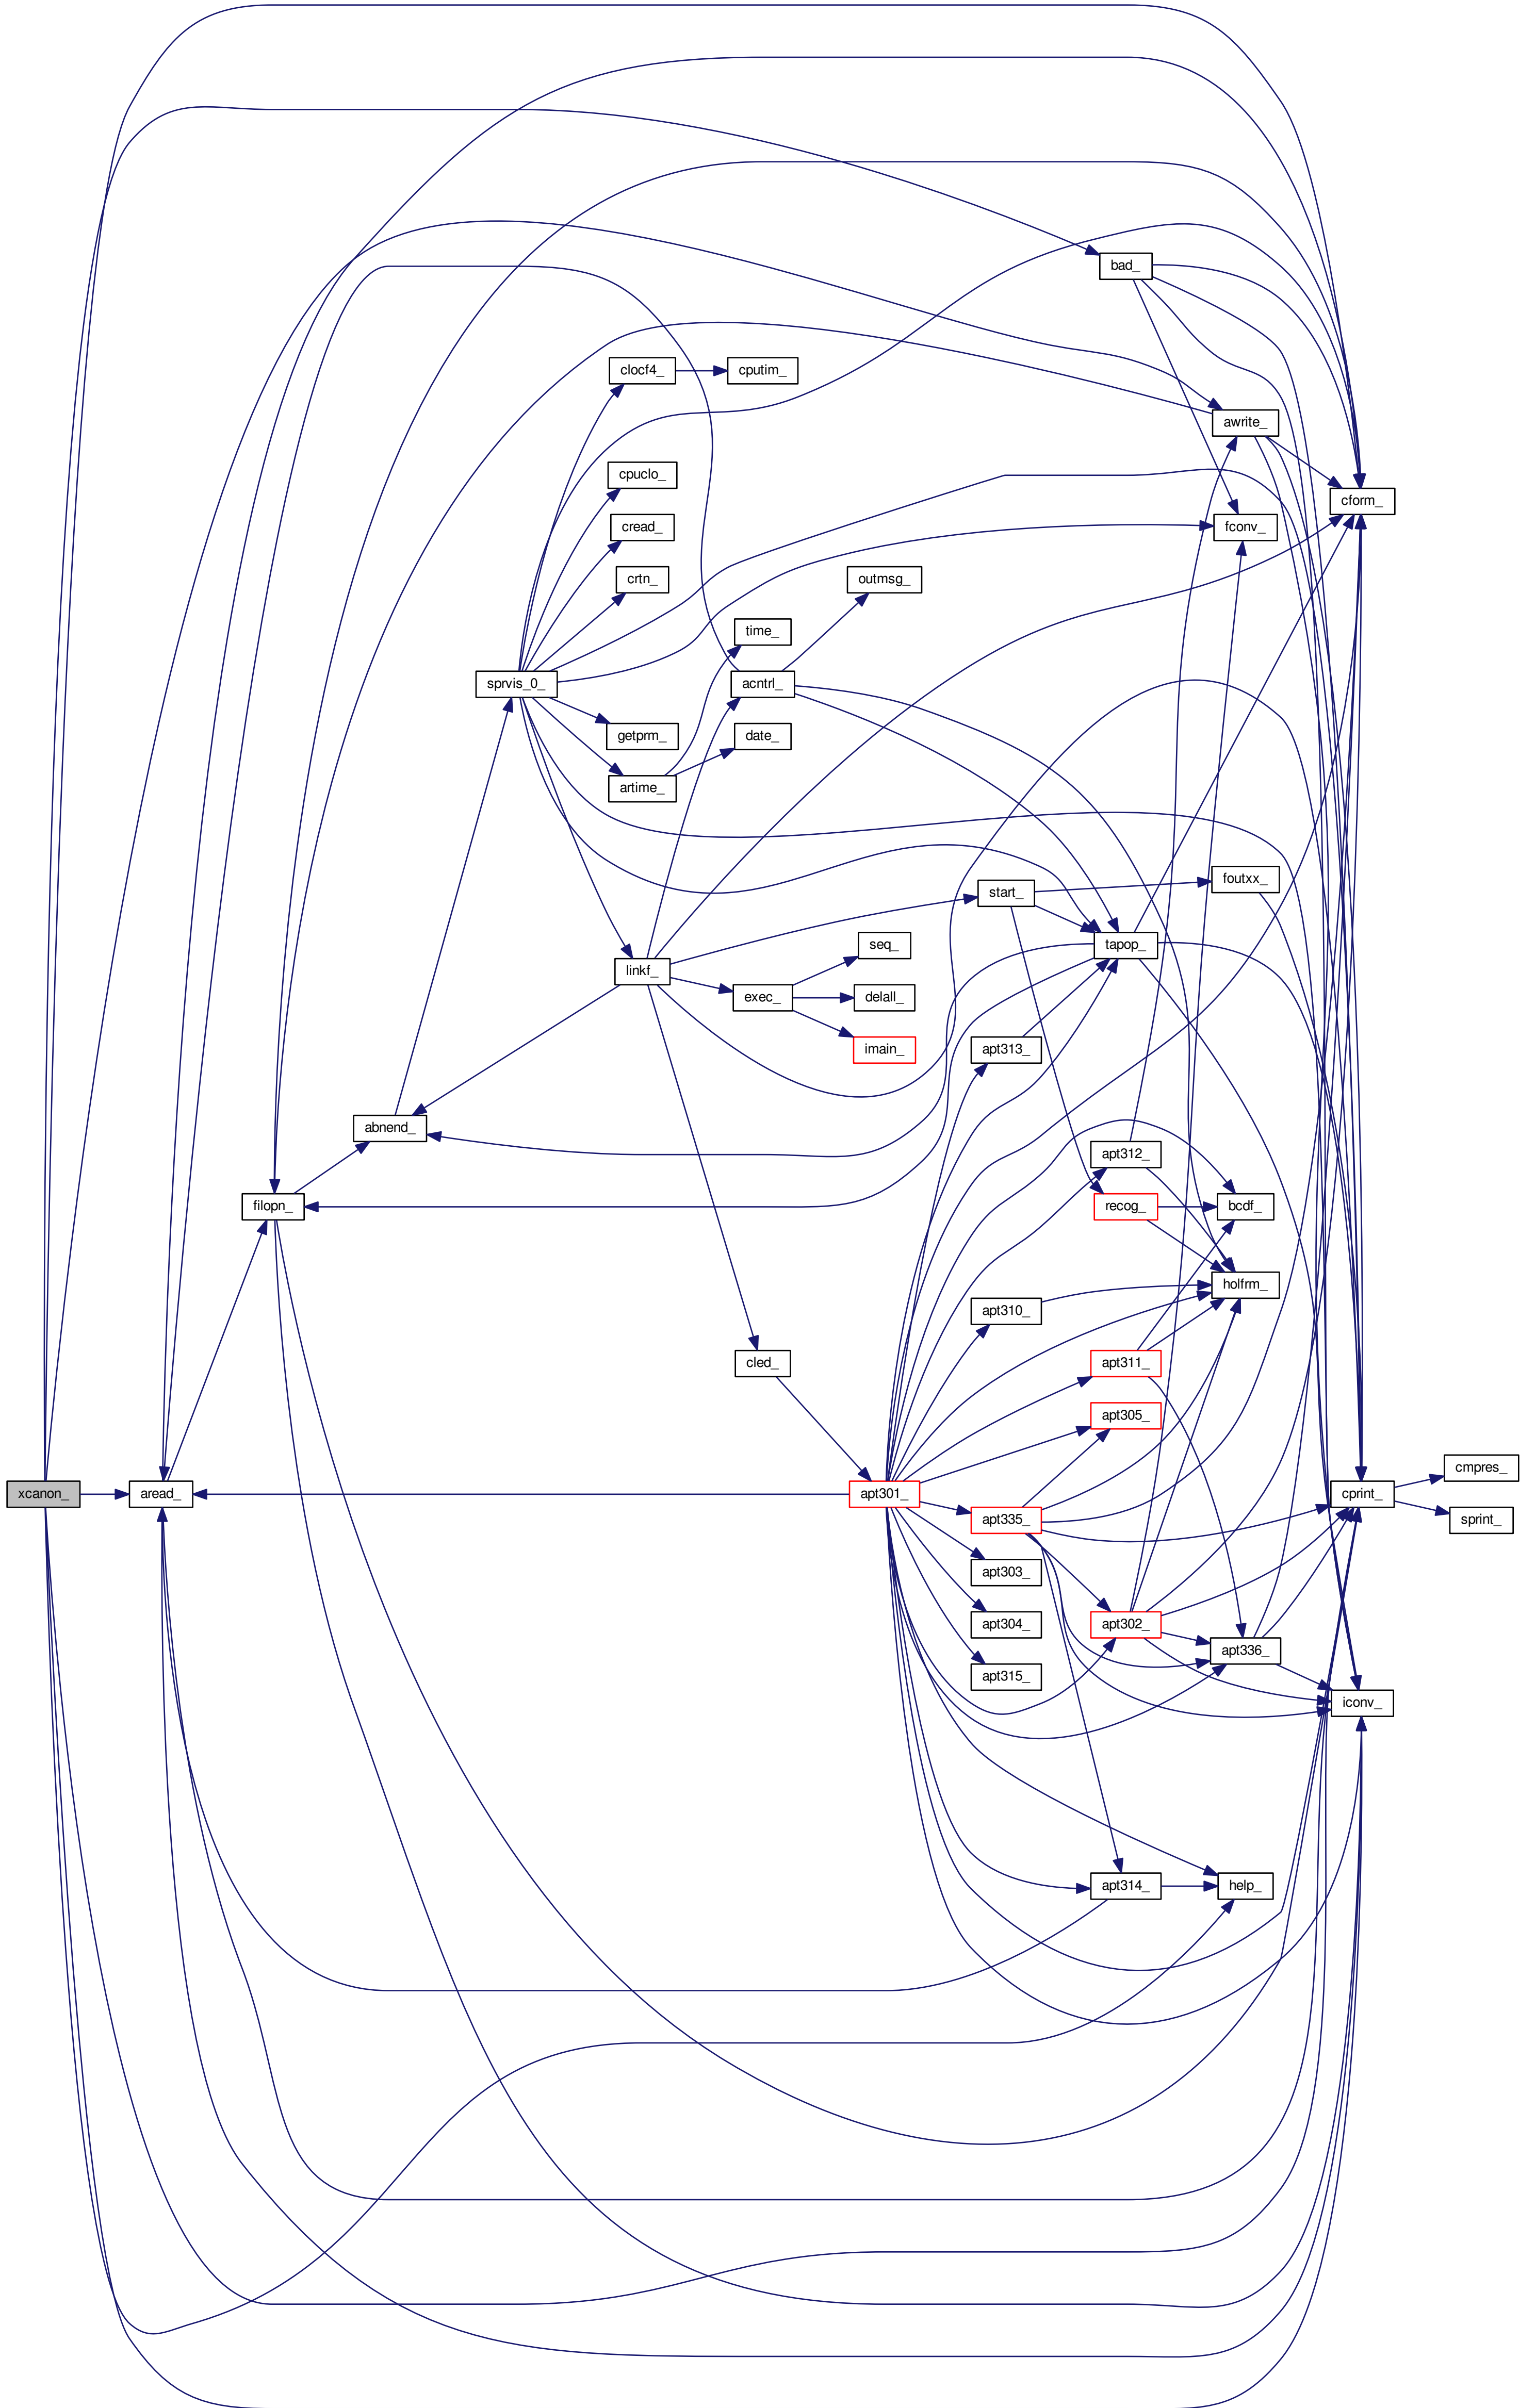 bad_
clocf4_
cputim_
awrite_
cpuclo_
cform_
cread_
fconv_
crtn_
outmsg_
time_
sprvis_0_
acntrl_
getprm_
date_
artime_
foutxx_
start_
seq_
tapop_
linkf_
exec_
delall_
imain_
apt313_
abnend_
apt312_
filopn_
recog_
bcdf_
holfrm_
apt310_
cled_
apt311_
apt305_
cmpres_
xcanon_
aread_
apt301_
cprint_
apt335_
sprint_
apt303_
apt304_
apt302_
apt336_
apt315_
iconv_
apt314_
help_